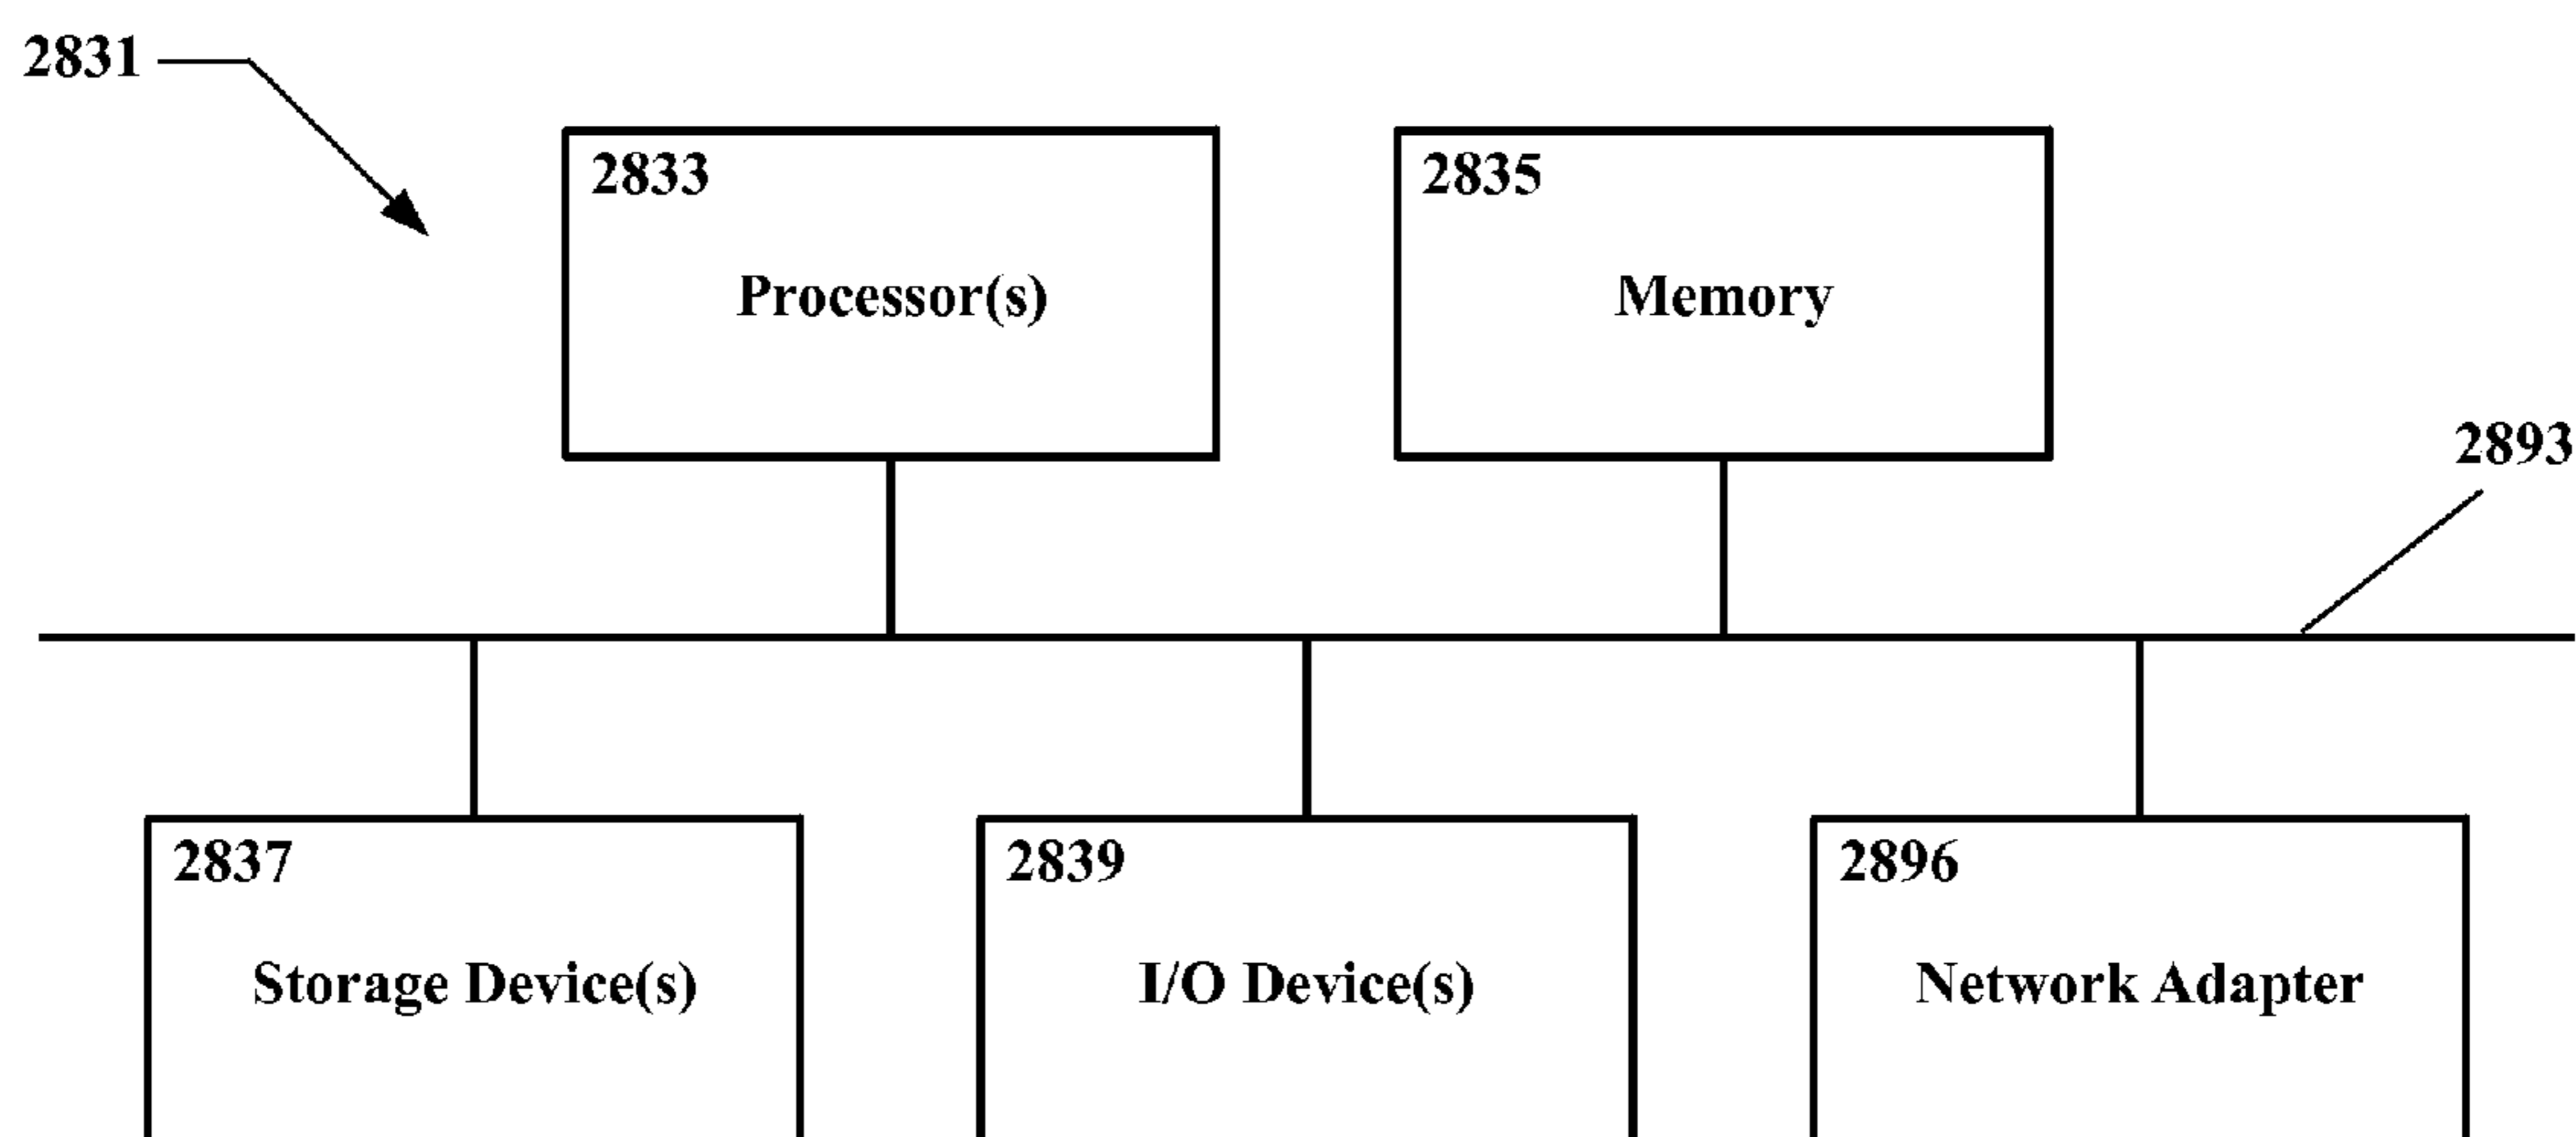 2831
2833
Processor(s)
2835
Memory
2893
2837
Storage Device(s)
2839
I/O Device(s)
2896
Network Adapter